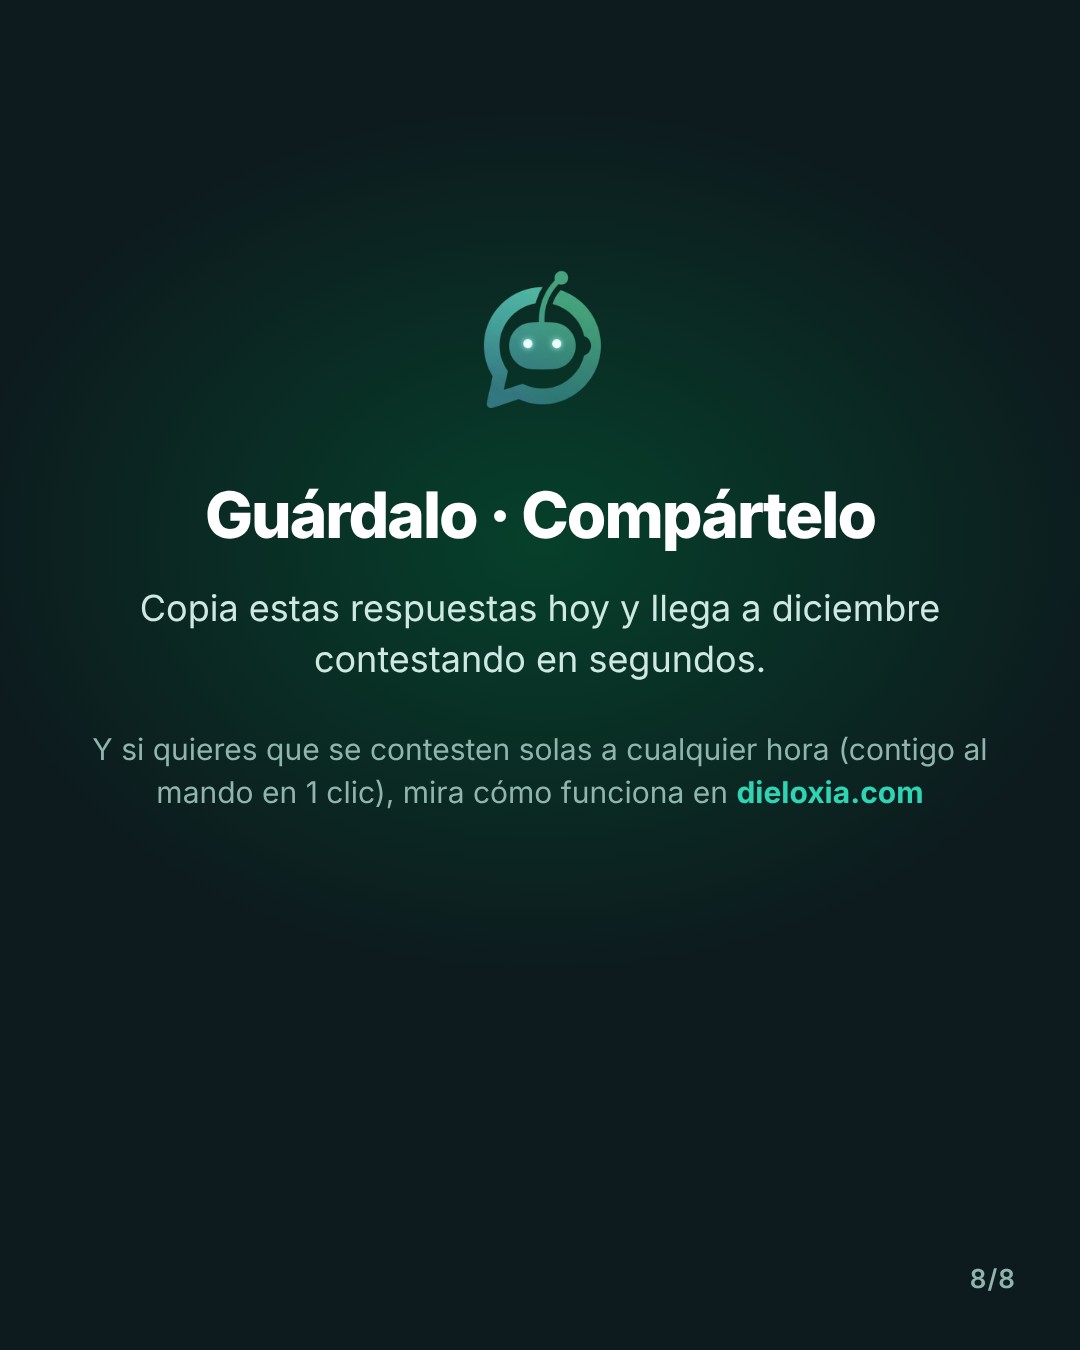 Guárdalo · Compártelo
Copia estas respuestas hoy y llega a diciembre
contestando en segundos.
Y si quieres que se contesten solas a cualquier hora (contigo al
mando en 1 clic), mira cómo funciona en dieloxia.com
8/8